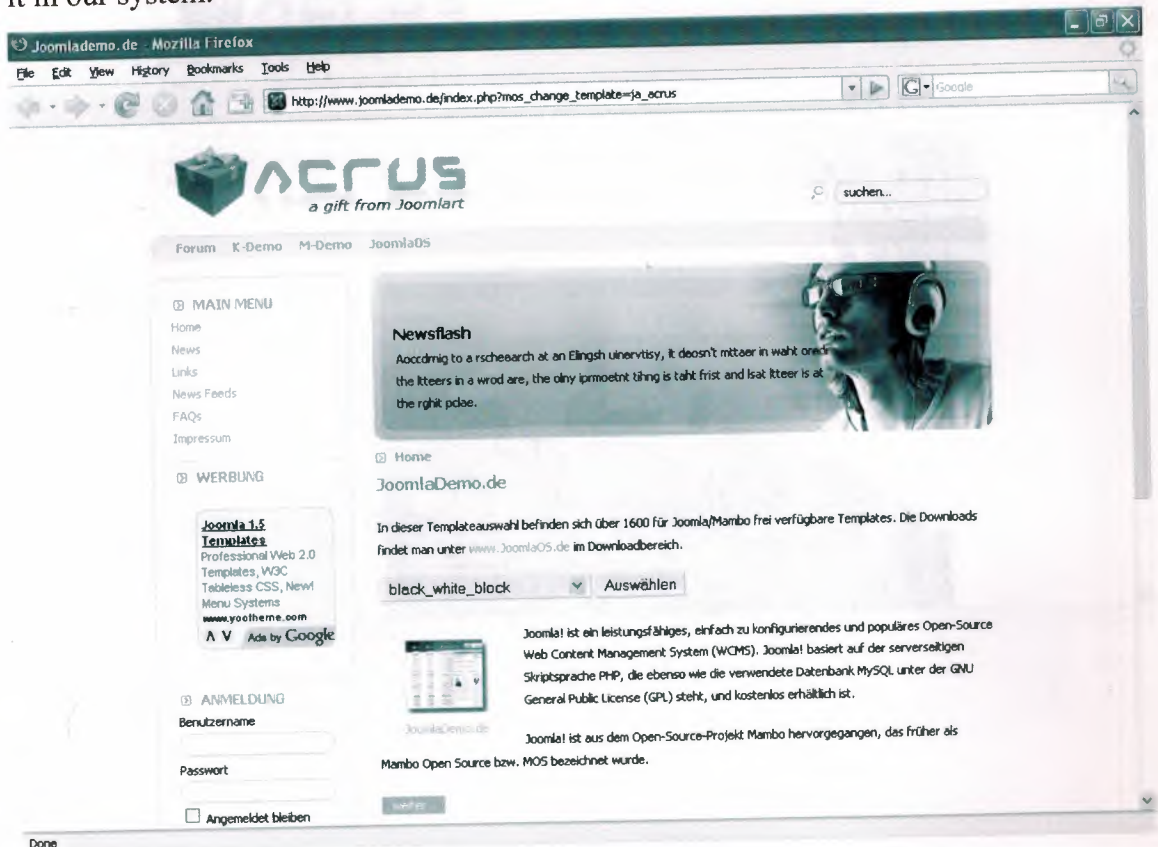 it in our system.
Joomlademo.de - Mozilla Firefox
File Edit View History Bookmarks Tools Help
http://www.joomlademo.de/index.php?mos_change_template=ja_acrus
Google
ACRUS
a gift from Joomlart
suchen...
Forum K-Demo M-Demo JoomlaOS
MAIN MENU
Home
News
Links
News Feeds
FAQs
Impressum
Newsflash
Aoccdrnig to a rscheearch at an Elingsh uinervtisy, it deosn't mttaer in waht oredr
the ltteers in a wrod are, the olny iprmoetnt tihng is taht frist and lsat ltteer is at
the rghit pclae.
Home
JoomlaDemo.de
In dieser Templateauswahl befinden sich über 1600 für Joomla/Mambo frei verfügbare Templates. Die Downloads
findet man unter www.JoomlaOS.de im Downloadbereich.
black_white_block Auswählen
WERBUNG
Joomla 1.5
Templates
Professional Web 2.0
Templates, W3C
Tableless CSS, New!
Menu Systems
www.yootheme.com
Ads by Google
Joomla! ist ein leistungsfähiges, einfach zu konfigurierendes und populäres Open-Source
Web Content Management System (WCMS). Joomla! basiert auf der serverseitigen
Skriptsprache PHP, die ebenso wie die verwendete Datenbank MySQL unter der GNU
General Public License (GPL) steht, und kostenlos erhältlich ist.
JoomlaDemo.de
Joomla! ist aus dem Open-Source-Projekt Mambo hervorgegangen, das früher als
Mambo Open Source bzw. MOS bezeichnet wurde.
weiter...
ANMELDUNG
Benutzername
Passwort
Angemeldet bleiben
Done